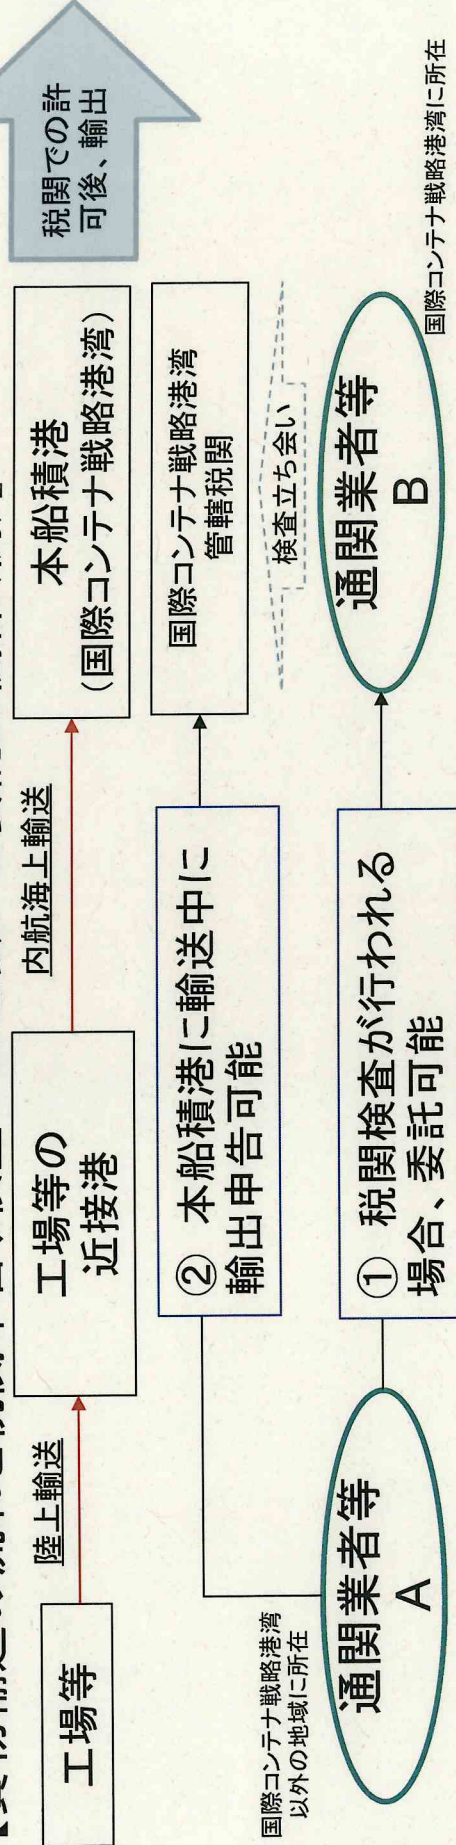 工場等
陸上輸送
工場等の
近接港
内航海上輸送
本船積港
(国際コンテナ戦略港湾)
税関での許
可後、輸出
② 本船積港に輸送中に
輸出申告可能
国際コンテナ戦略港湾
管轄税関
検査立ち会い
国際コンテナ戦略港湾
以外の地域に所在
通関業者等
A
① 税関検査が行われる
場合、委託可能
通関業者等
B
国際コンテナ戦略港湾に所在